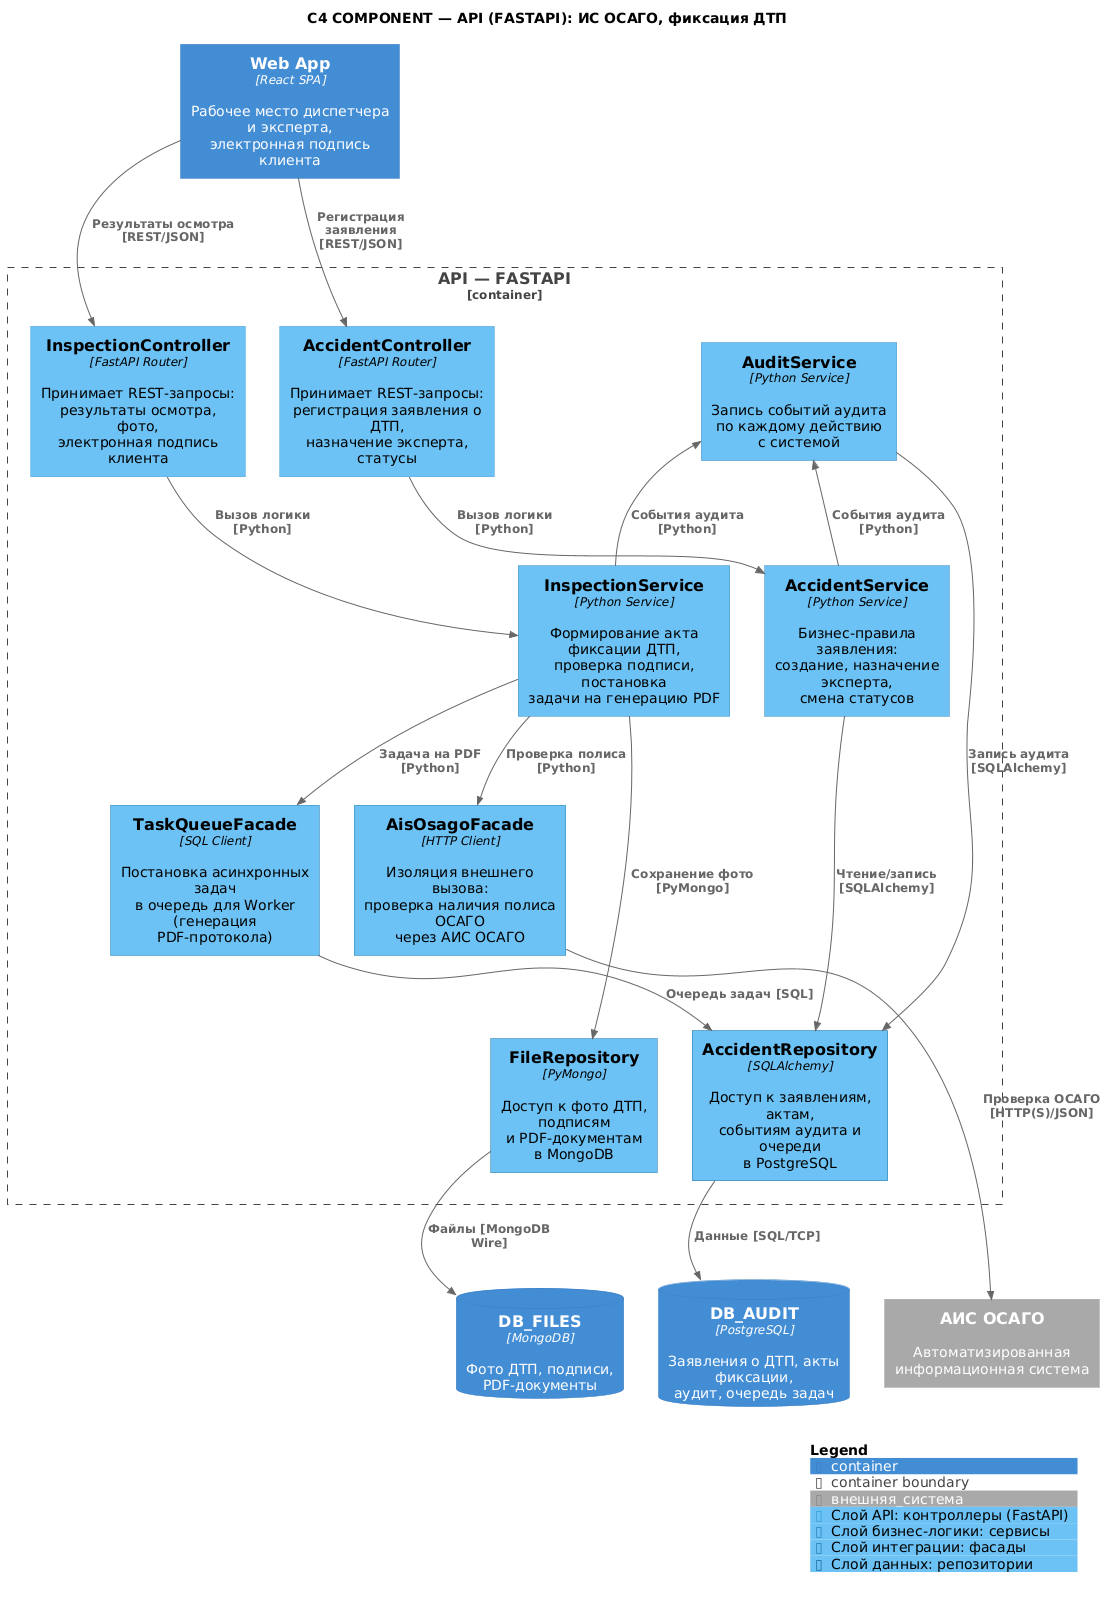 C4 COMPONENT — API (FASTAPI): ИС ОСАГО, фиксация ДТП
Web App
[React SPA]
Рабочее место диспетчера
и эксперта,
электронная подпись
клиента
Результаты осмотра
[REST/JSON]
Регистрация
заявления
[REST/JSON]
API — FASTAPI
[container]
InspectionController
[FastAPI Router]
Принимает REST-запросы:
результаты осмотра,
фото,
электронная подпись
клиента
AccidentController
[FastAPI Router]
Принимает REST-запросы:
регистрация заявления о
ДТП,
назначение эксперта,
статусы
AuditService
[Python Service]
Запись событий аудита
по каждому действию
с системой
Вызов логики
[Python]
Вызов логики
[Python]
События аудита
[Python]
События аудита
[Python]
InspectionService
[Python Service]
Формирование акта
фиксации ДТП,
проверка подписи,
постановка
задачи на генерацию PDF
AccidentService
[Python Service]
Бизнес-правила
заявления:
создание, назначение
эксперта,
смена статусов
Задача на PDF
[Python]
Проверка полиса
[Python]
Запись аудита
[SQLAlchemy]
TaskQueueFacade
[SQL Client]
Постановка асинхронных
задач
в очередь для Worker
(генерация
PDF-протокола)
AisOsagoFacade
[HTTP Client]
Изоляция внешнего
вызова:
проверка наличия полиса
ОСАГО
через АИС ОСАГО
Сохранение фото
[PyMongo]
Чтение/запись
[SQLAlchemy]
Очередь задач [SQL]
FileRepository
[PyMongo]
Доступ к фото ДТП,
подписям
и PDF-документам
в MongoDB
AccidentRepository
[SQLAlchemy]
Доступ к заявлениям,
актам,
событиям аудита и
очереди
в PostgreSQL
Проверка ОСАГО
[HTTP(S)/JSON]
Файлы [MongoDB
Wire]
Данные [SQL/TCP]
DB_FILES
[MongoDB]
Фото ДТП, подписи,
PDF-документы
DB_AUDIT
[PostgreSQL]
Заявления о ДТП, акты
фиксации,
аудит, очередь задач
АИС ОСАГО
Автоматизированная
информационная система
Legend
container
container boundary
внешняя_система
Слой API: контроллеры (FastAPI)
Слой бизнес-логики: сервисы
Слой интеграции: фасады
Слой данных: репозитории